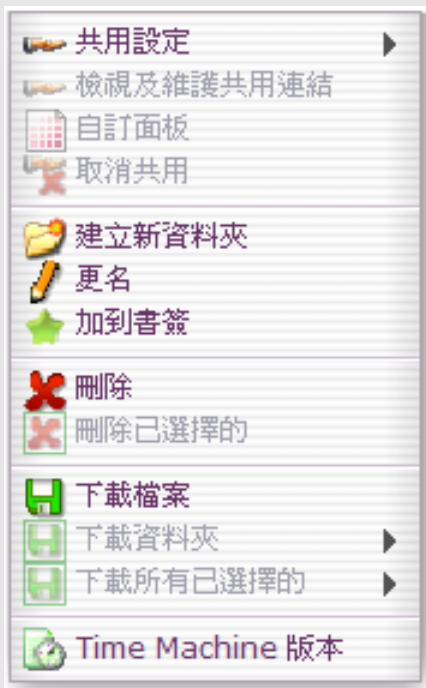 共用設定
檢視及維護共用連結
自訂面板
取消共用
建立新資料夾
更名
加到書簽
刪除
刪除已選擇的
下載檔案
下載資料夾
下載所有已選擇的
Time Machine 版本